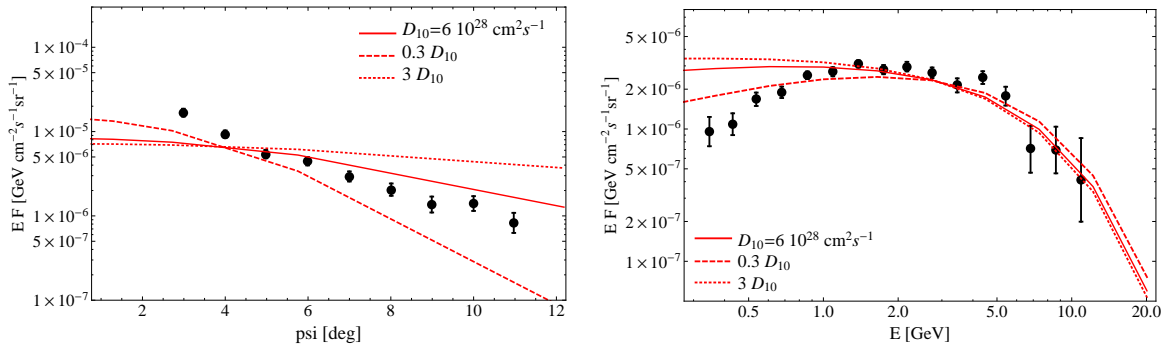 D₁₀=6 10²⁸ cm²s⁻¹
0.3 D₁₀
3 D₁₀
E F [GeV cm⁻²s⁻¹sr⁻¹]
1×10⁻⁴
5×10⁻⁵
1×10⁻⁵
5×10⁻⁶
1×10⁻⁶
5×10⁻⁷
1×10⁻⁷
2 4 6 8 10 12
psi [deg]
E F [GeV cm⁻²s⁻¹sr⁻¹]
5×10⁻⁶
2×10⁻⁶
1×10⁻⁶
5×10⁻⁷
2×10⁻⁷
1×10⁻⁷
D₁₀=6 10²⁸ cm²s⁻¹
0.3 D₁₀
3 D₁₀
0.5 1.0 2.0 5.0 10.0 20.0
E [GeV]